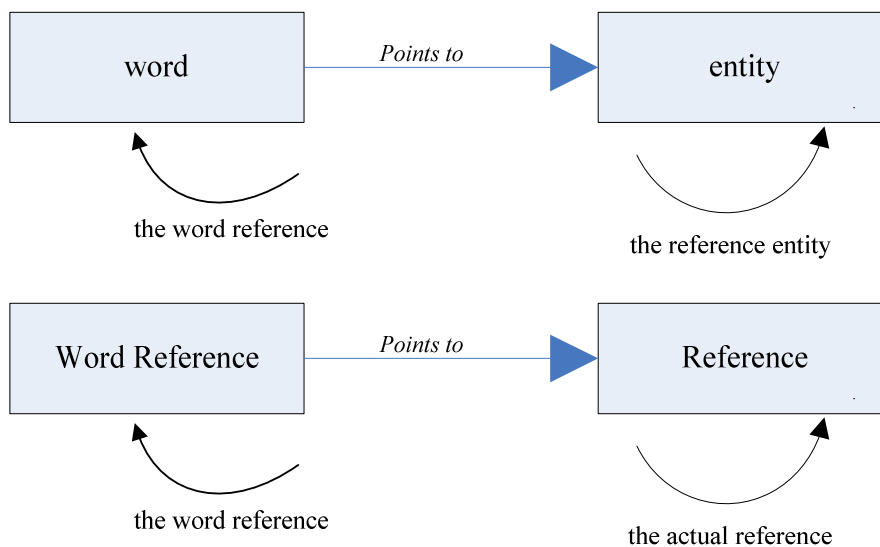 word
Points to
entity
the word reference
the reference entity
Word Reference
Points to
Reference
the word reference
the actual reference